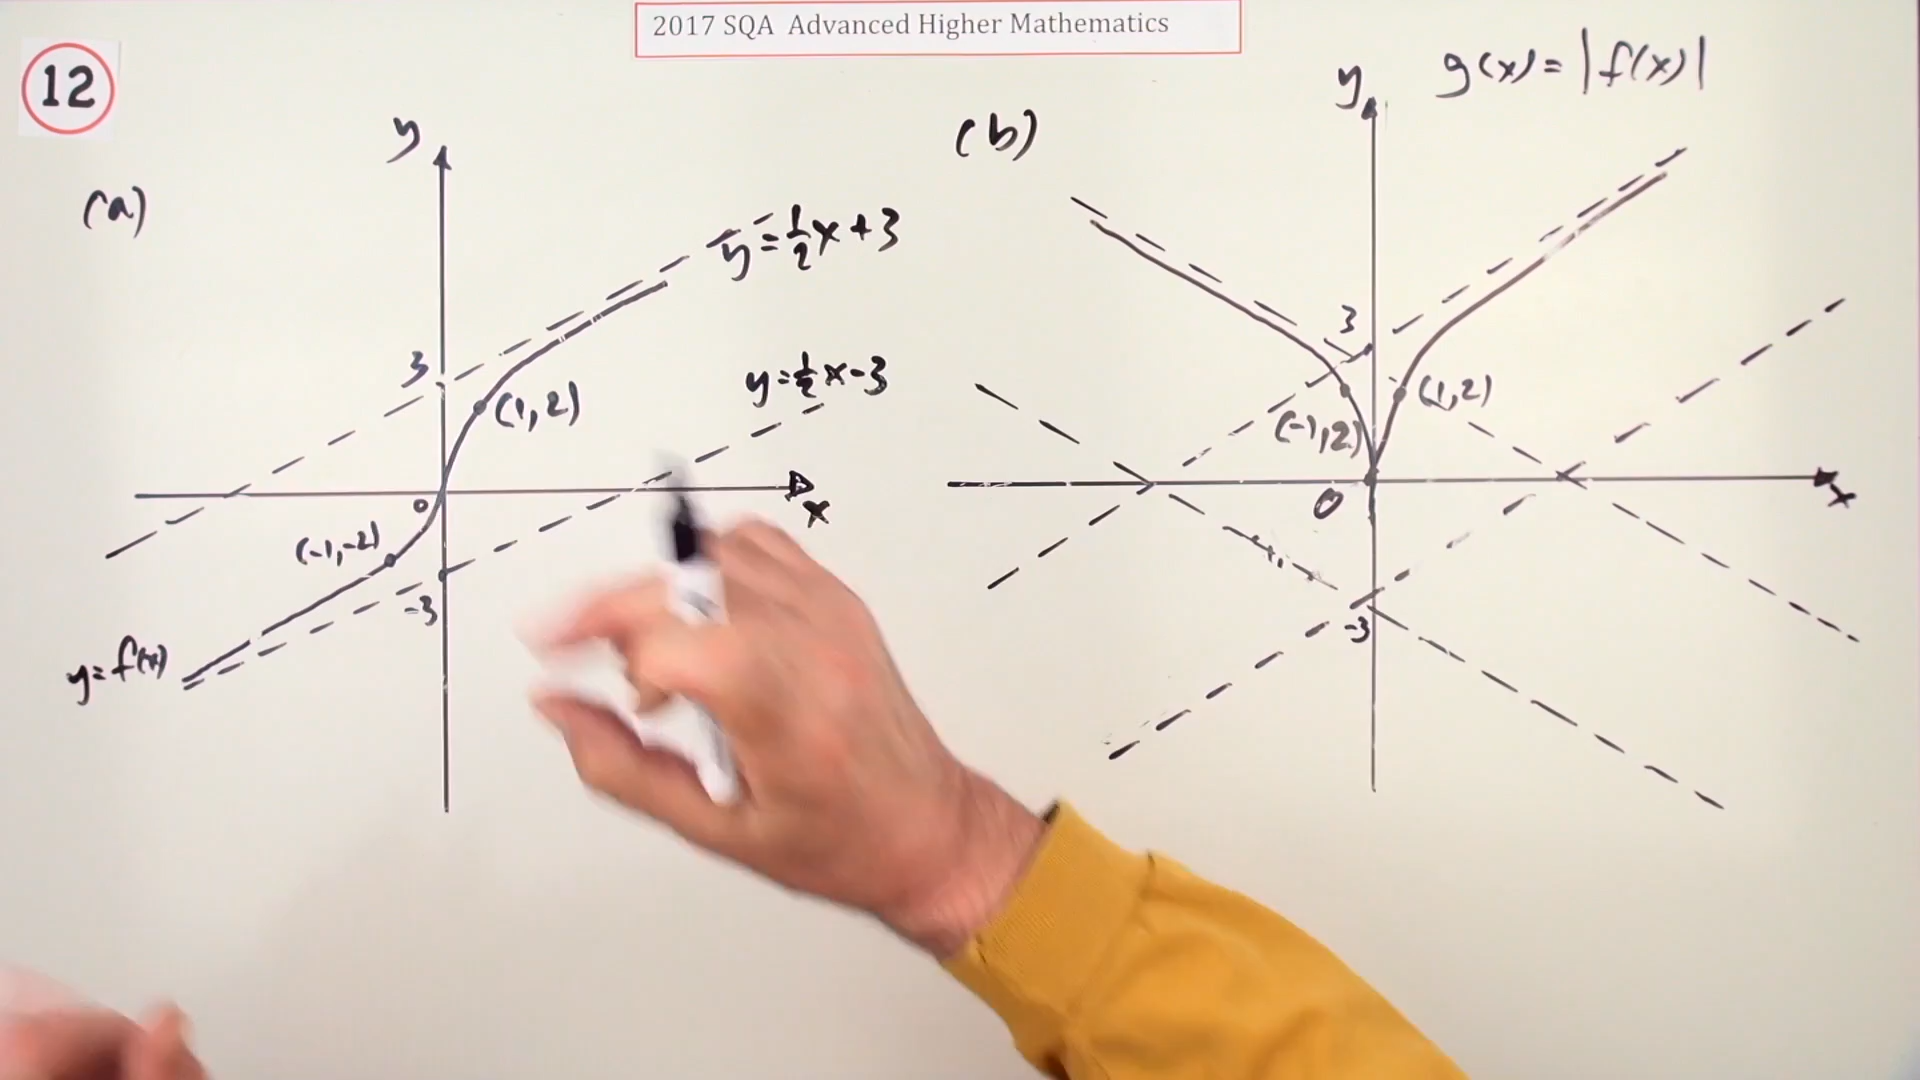 2017 SQA Advanced Higher Mathematics
12
(a)
y
y=½x+3
3
y=½x-3
(1,2)
0
x
(-1,-2)
-3
y=f(x)
(b)
y
g(x)=|f(x)|
3
(1,2)
(-1,2)
0
x
-3